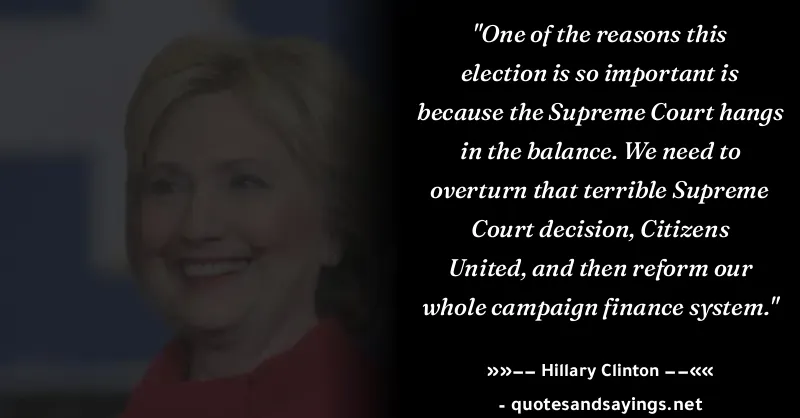 "One of the reasons this
election is so important is
because the Supreme Court hangs
in the balance. We need to
overturn that terrible Supreme
Court decision, Citizens
United, and then reform our
whole campaign finance system."
»»−− Hillary Clinton −−««
- quotesandsayings.net